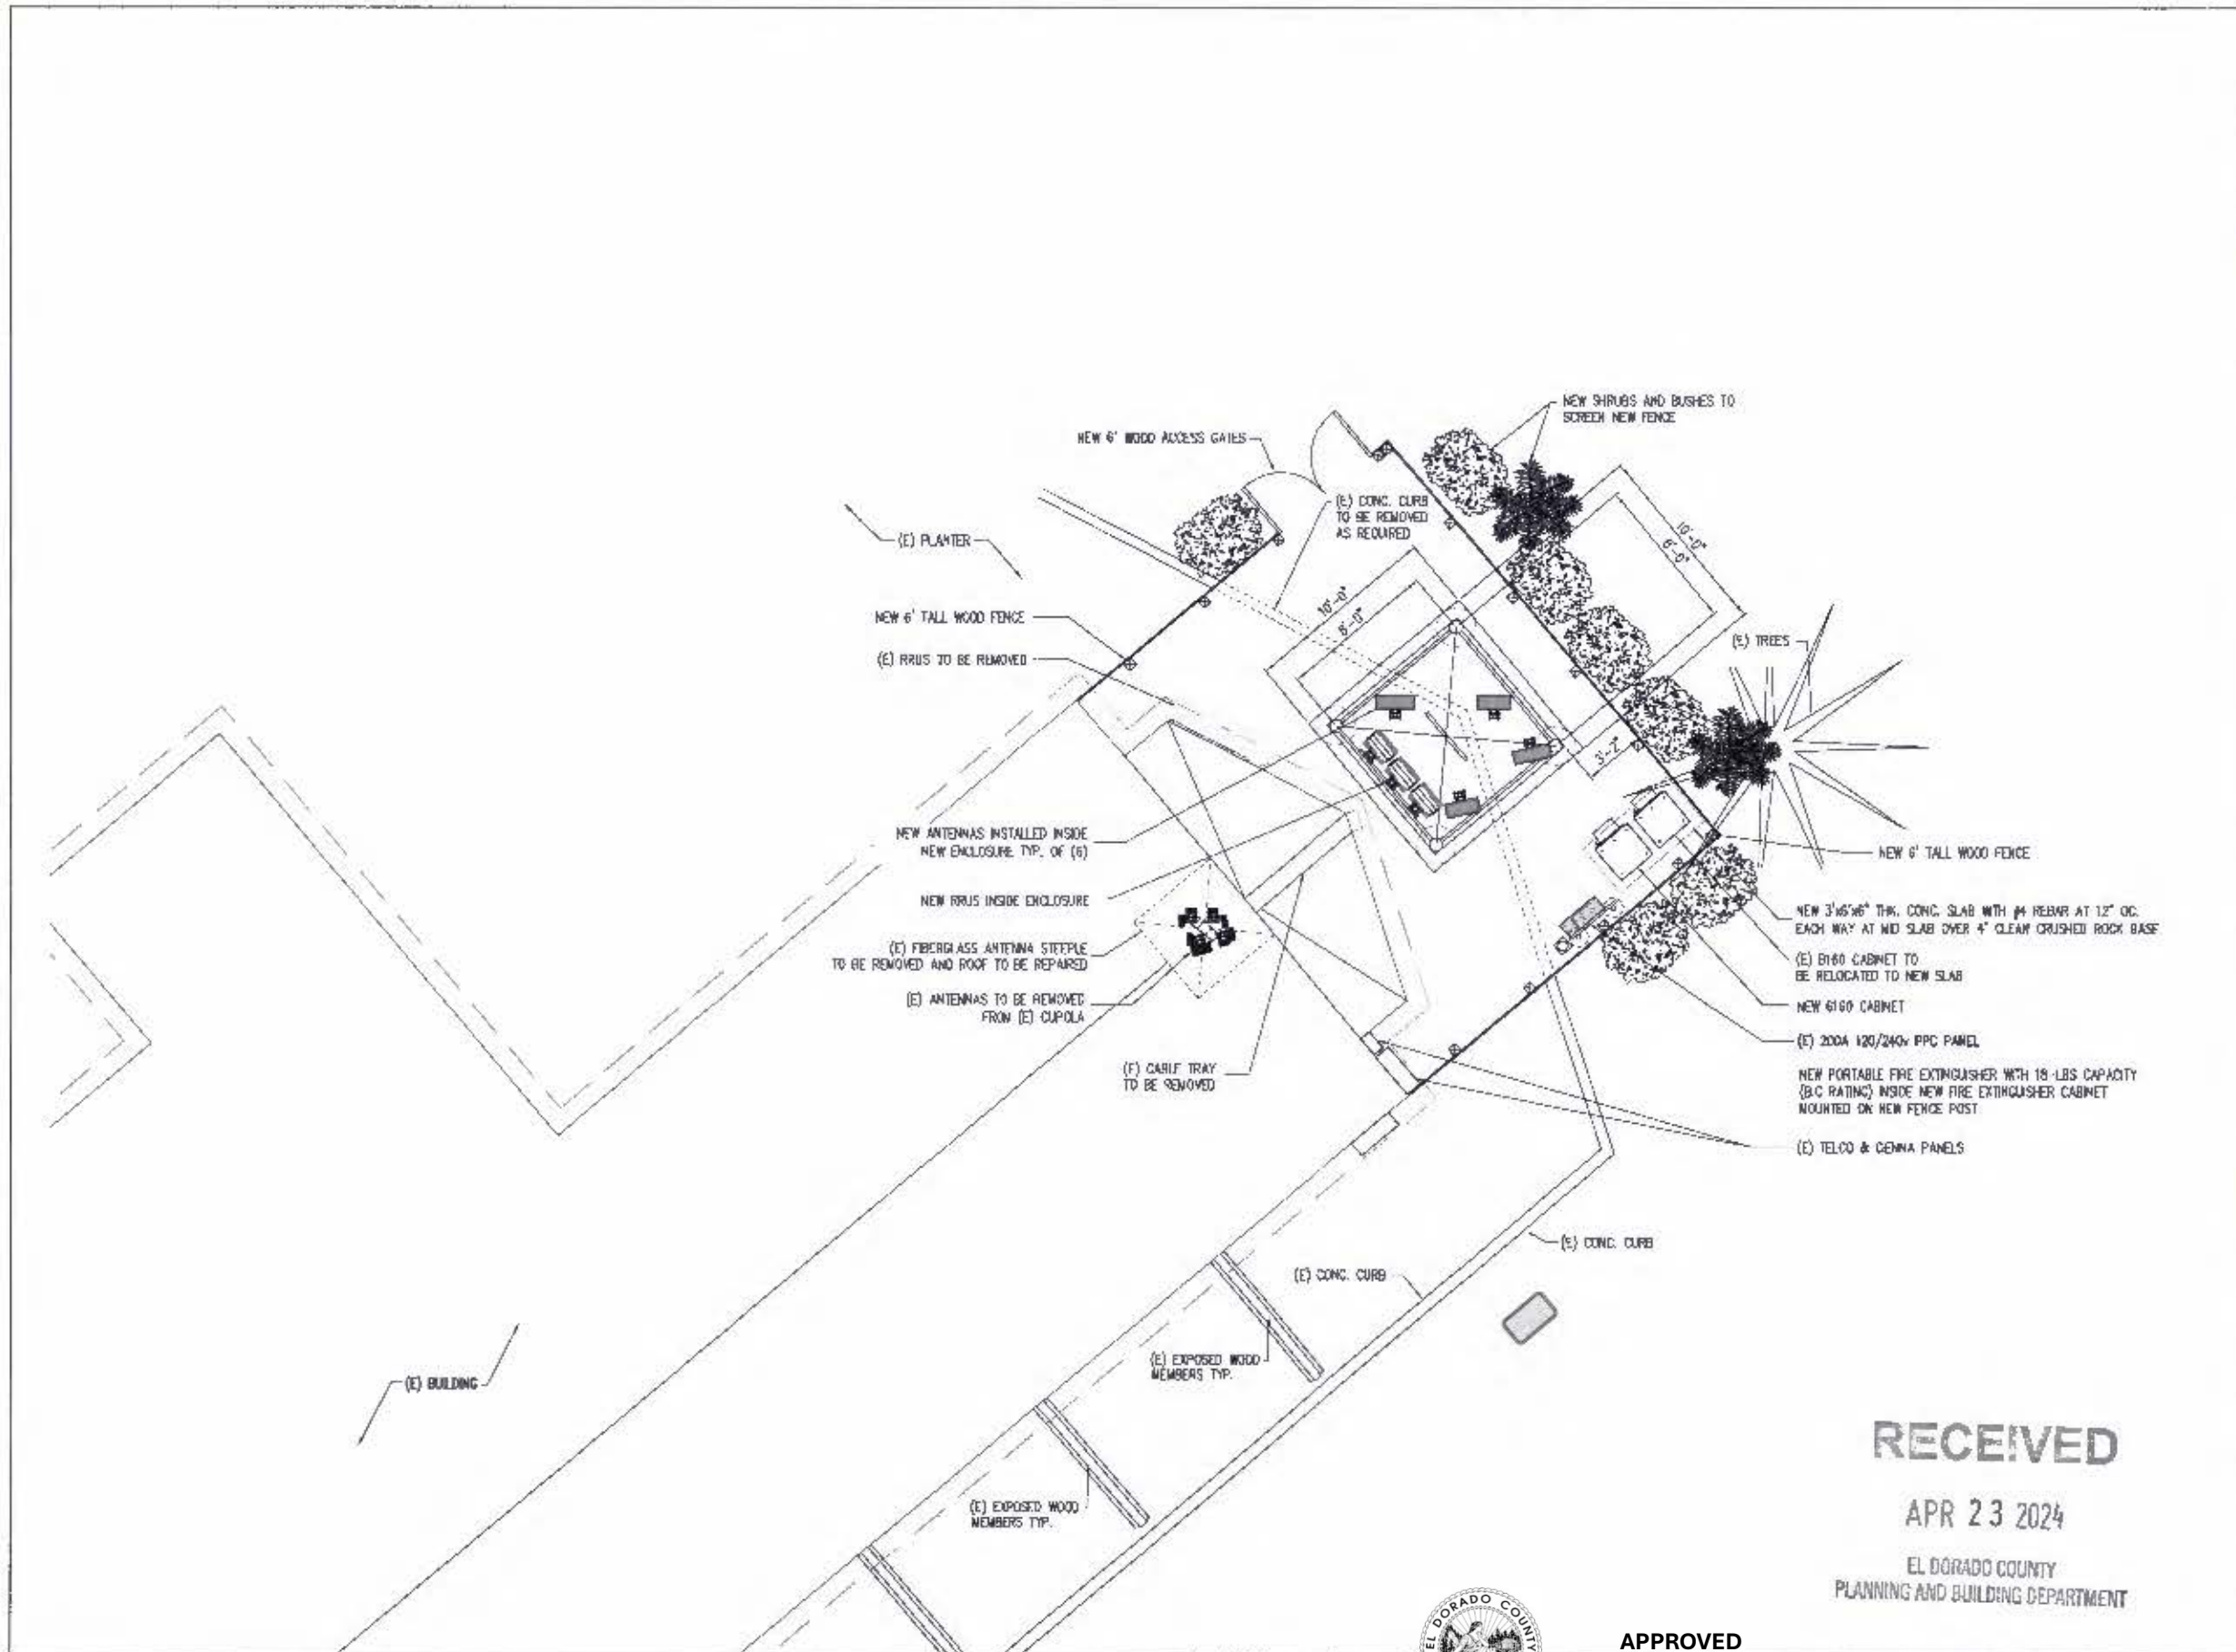 NEW SHRUBS AND BUSHES TO
SCREEN NEW FENCE
NEW 6' WOOD ACCESS GATES
(E) CONC. CURB
TO BE REMOVED
AS REQUIRED
(E) PLANTER
10'-0"
6'-0"
10'-0"
6'-0"
NEW 6' TALL WOOD FENCE
(E) TREES
(E) RRUS TO BE REMOVED
3'-2"
NEW ANTENNAS INSTALLED INSIDE
NEW ENCLOSURE TYP. OF (6)
NEW 6' TALL WOOD FENCE
NEW RRUS INSIDE ENCLOSURE
NEW 3'x6'x6" THK. CONC. SLAB WITH #4 REBAR AT 12" OC.
EACH WAY AT MID SLAB OVER 4" CLEAN CRUSHED ROCK BASE
(E) FIBERGLASS ANTENNA STEEPLE
TO BE REMOVED AND ROOF TO BE REPAIRED
(E) B160 CABINET TO
BE RELOCATED TO NEW SLAB
(E) ANTENNAS TO BE REMOVED
FROM (E) CUPOLA
NEW 6160 CABINET
(E) 200A 120/240v PPC PANEL
(E) CABLE TRAY
TO BE REMOVED
NEW PORTABLE FIRE EXTINGUISHER WITH 18-LBS CAPACITY
(B:C RATING) INSIDE NEW FIRE EXTINGUISHER CABINET
MOUNTED ON NEW FENCE POST
(E) TELCO & CIENNA PANELS
(E) CONC. CURB
(E) CONC. CURB
(E) EXPOSED WOOD
MEMBERS TYP.
(E) BUILDING
(E) EXPOSED WOOD
MEMBERS TYP.
RECEIVED
APR 23 2024
EL DORADO COUNTY
PLANNING AND BUILDING DEPARTMENT
EL DORADO COUNTY
APPROVED